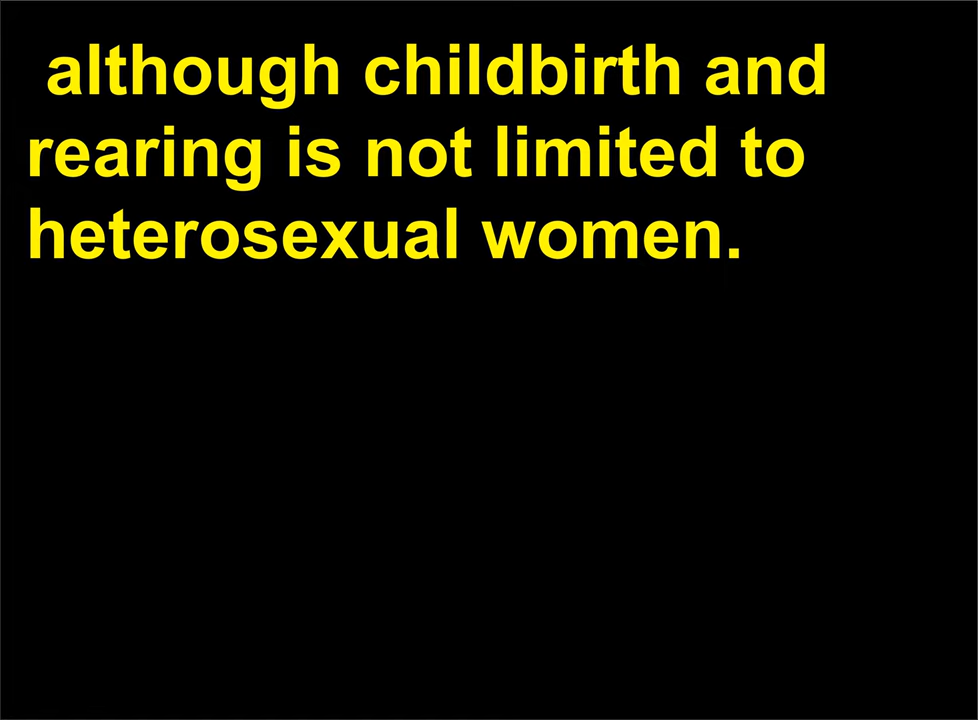 although childbirth and
rearing is not limited to
heterosexual women.